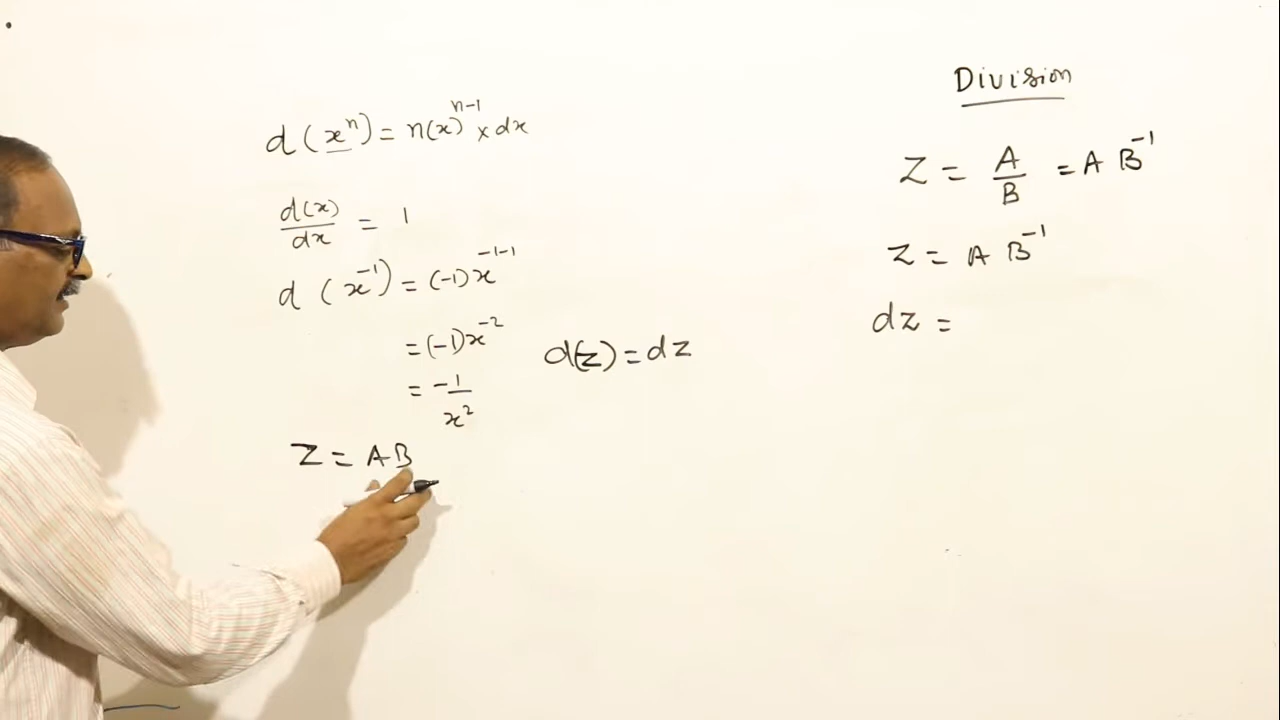 d(xⁿ) = n(x)ⁿ⁻¹ × dx
d(x)/dx = 1
d(x⁻¹) = (-1)x⁻¹⁻¹
= (-1)x⁻²
= -1/x²
d(z) = dz
Z = AB
Division
Z = A/B = A B⁻¹
Z = A B⁻¹
dz =